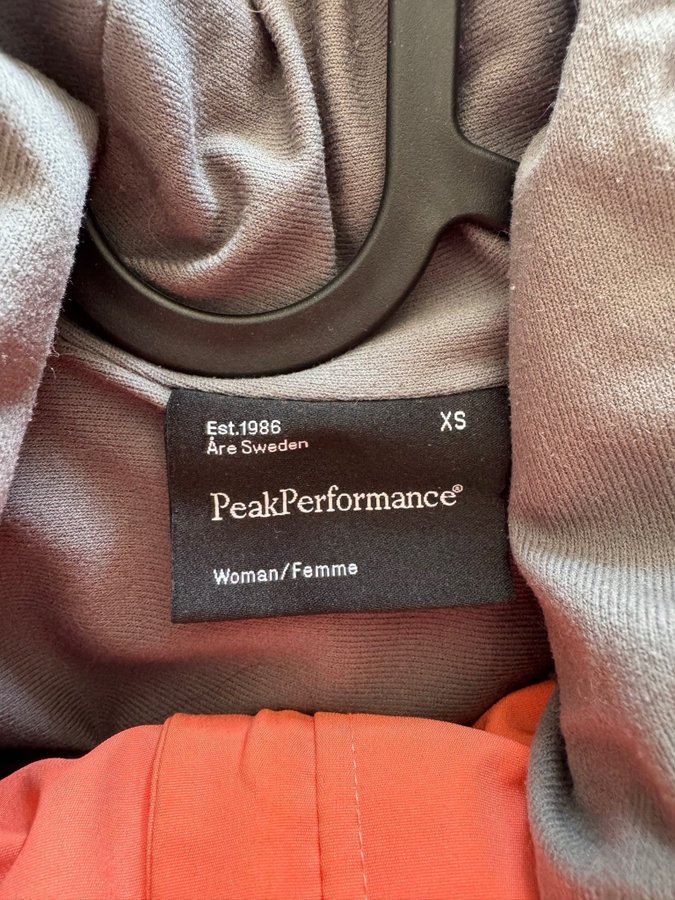 Est.1986 XS
Åre Sweden
PeakPerformance®
Woman/Femme